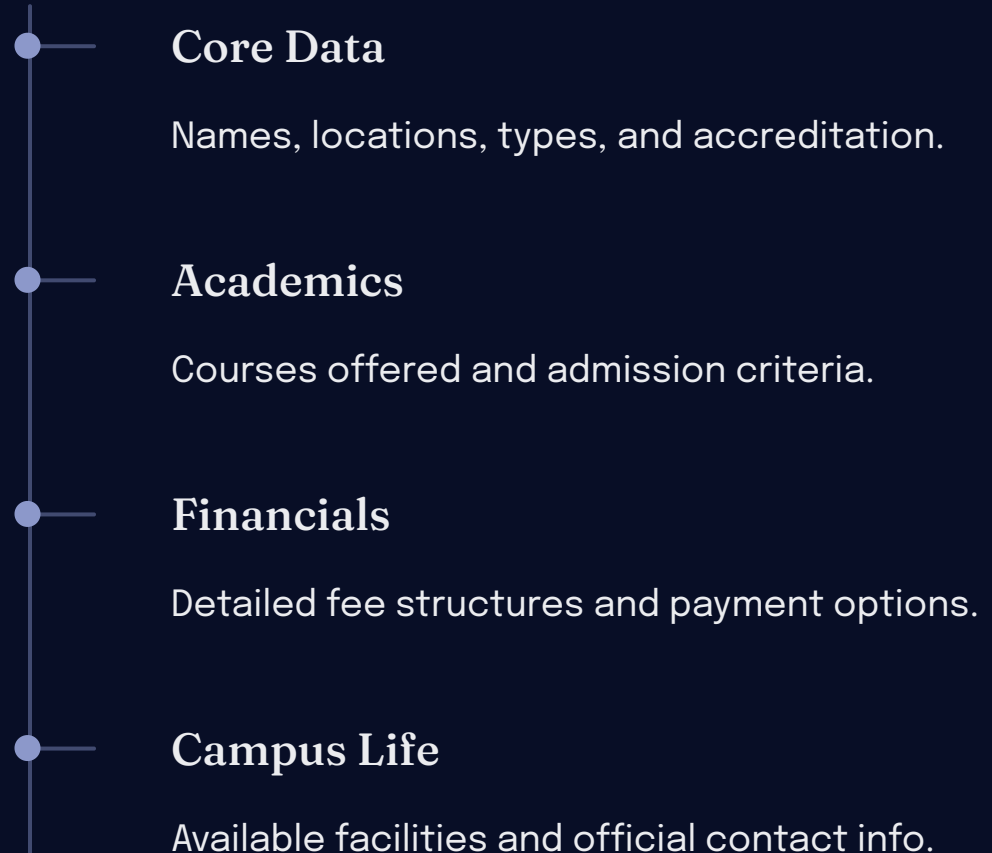 Core Data
Names, locations, types, and accreditation.
Academics
Courses offered and admission criteria.
Financials
Detailed fee structures and payment options.
Campus Life
Available facilities and official contact info.